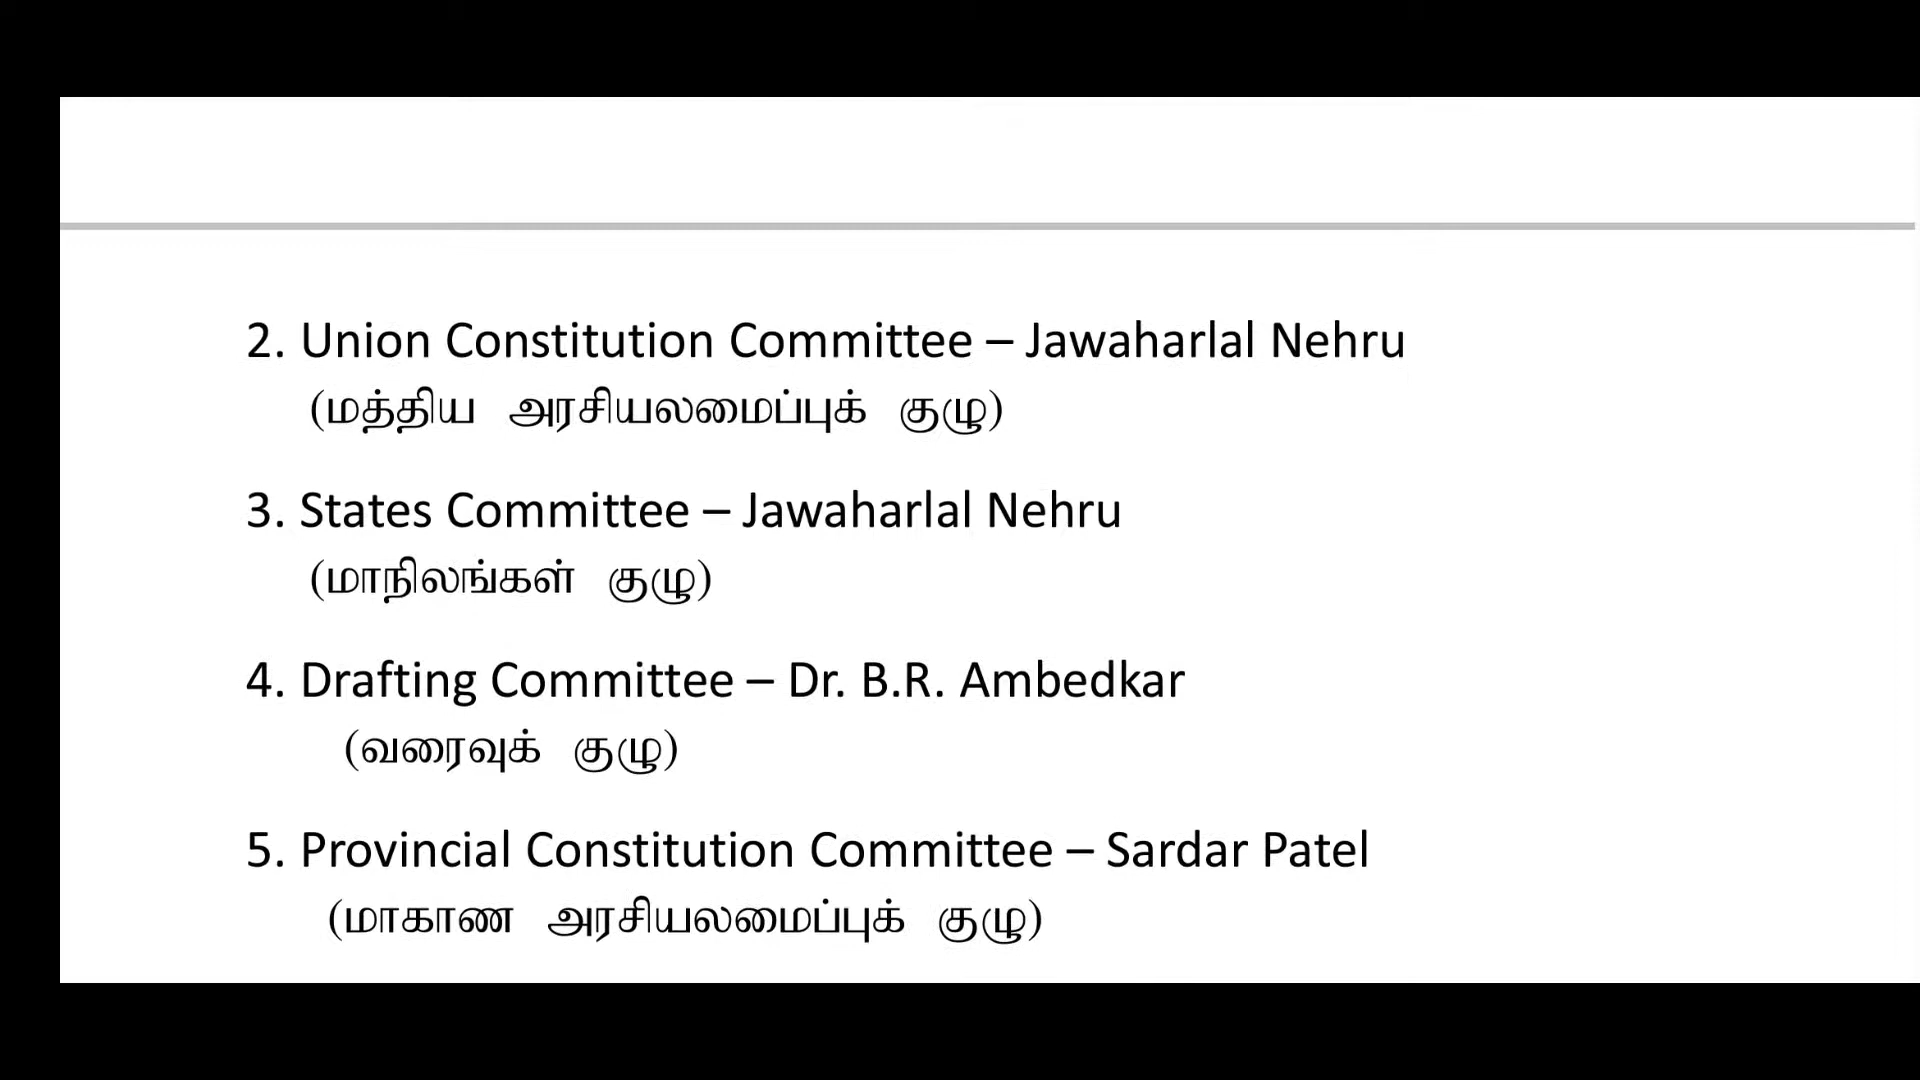 2. Union Constitution Committee – Jawaharlal Nehru
(மத்திய அரசியலமைப்புக் குழு)
3. States Committee – Jawaharlal Nehru
(மாநிலங்கள் குழு)
4. Drafting Committee – Dr. B.R. Ambedkar
(வரைவுக் குழு)
5. Provincial Constitution Committee – Sardar Patel
(மாகாண அரசியலமைப்புக் குழு)